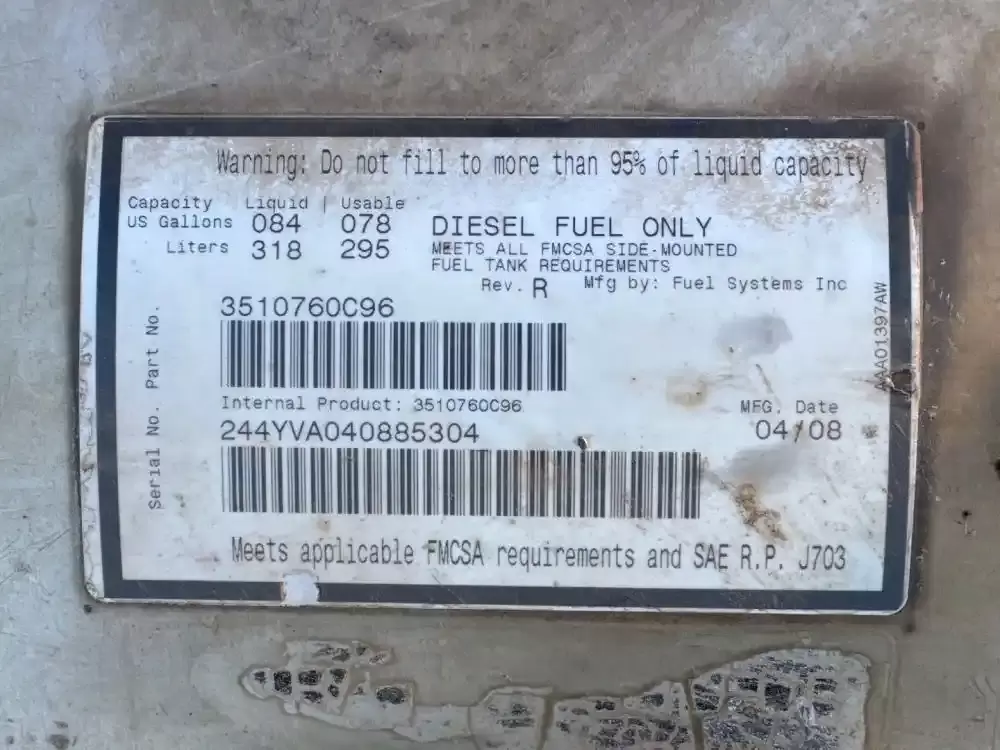 Warning: Do not fill to more than 95% of liquid capacity
Capacity Liquid | Usable
US Gallons 084 078
Liters 318 295
DIESEL FUEL ONLY
MEETS ALL FMCSA SIDE-MOUNTED
FUEL TANK REQUIREMENTS
Rev. R Mfg by: Fuel Systems Inc
Part No.
3510760C96
Internal Product: 3510760C96
Serial No.
244YVA040885304
MFG. Date
04/08
AAA01397AW
Meets applicable FMCSA requirements and SAE R.P. J703